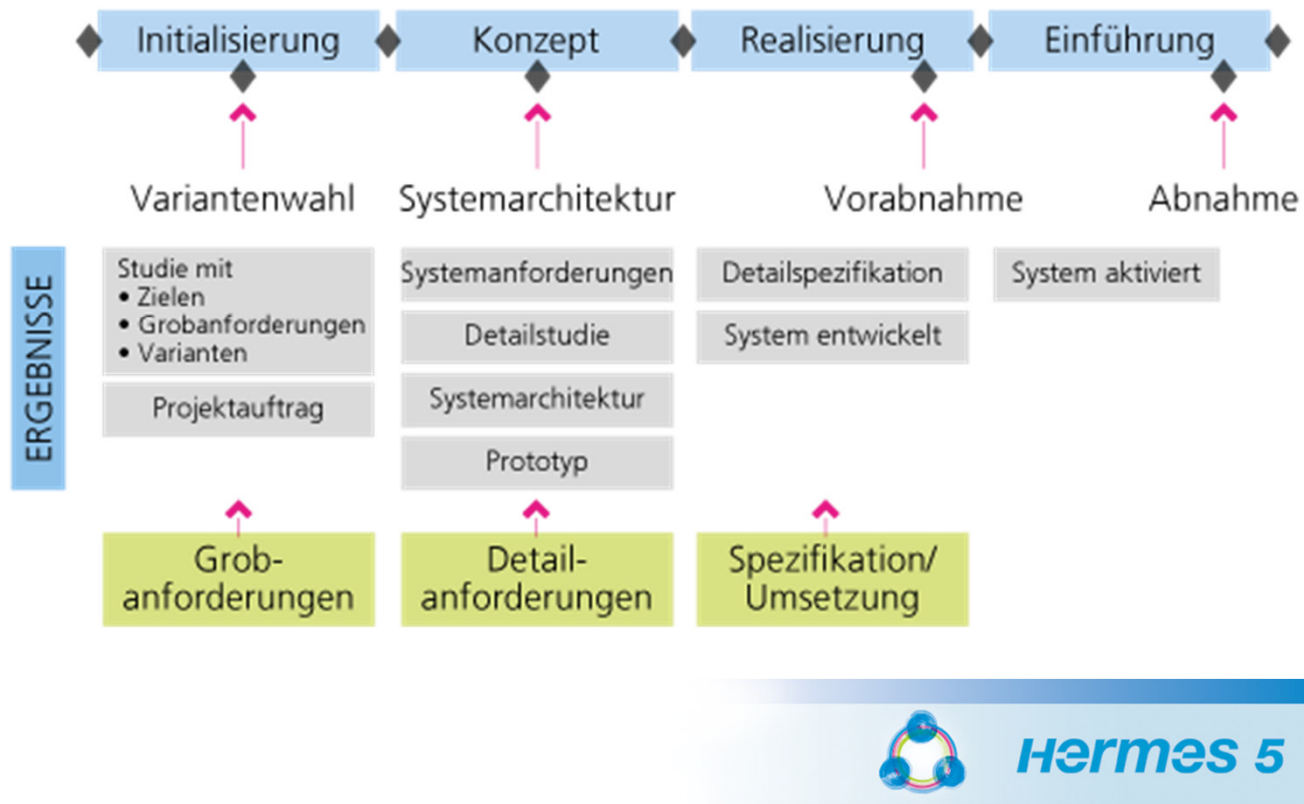 Initialisierung
Konzept
Realisierung
Einführung
Variantenwahl
Systemarchitektur
Vorabnahme
Abnahme
ERGEBNISSE
Studie mit
• Zielen
• Grobanforderungen
• Varianten
Projektauftrag
Systemanforderungen
Detailstudie
Systemarchitektur
Prototyp
Detailspezifikation
System entwickelt
System aktiviert
Grob-
anforderungen
Detail-
anforderungen
Spezifikation/
Umsetzung
Hermes 5